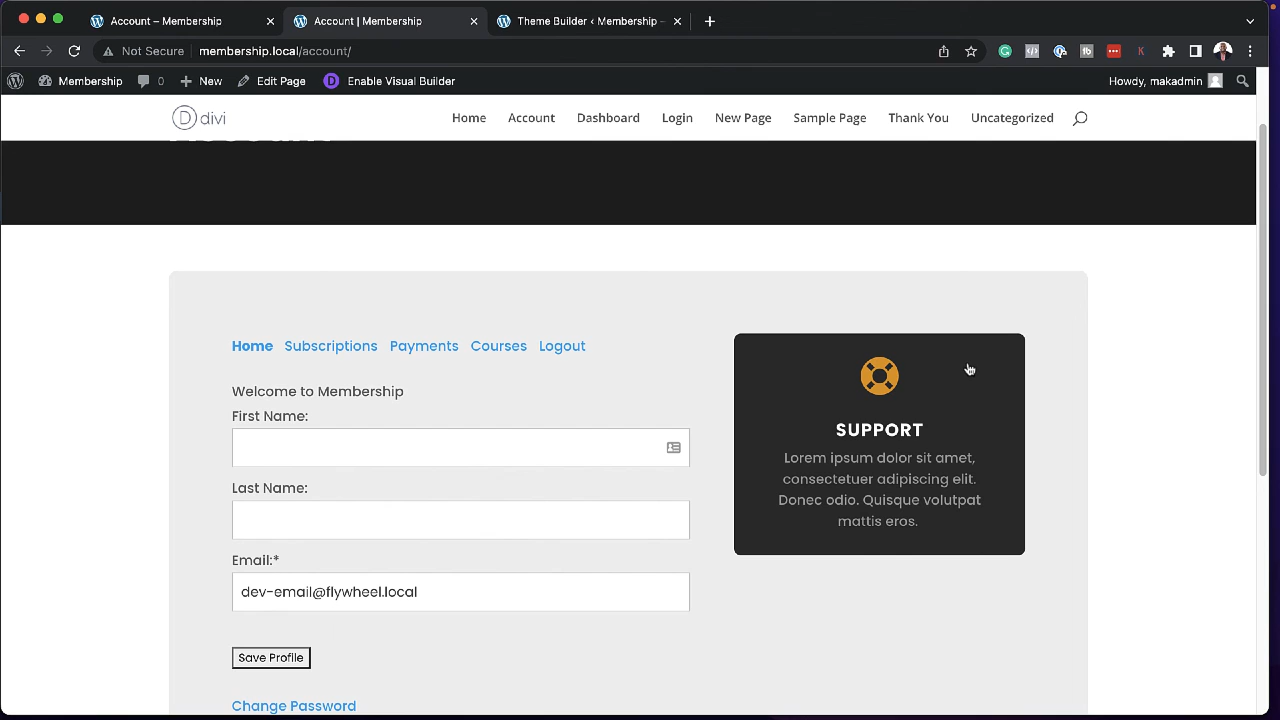 Account – Membership
Account | Membership
Theme Builder ‹ Membership –
Not Secure
membership.local/account/
Membership
0
New
Edit Page
Enable Visual Builder
Howdy, makadmin
D divi
Home
Account
Dashboard
Login
New Page
Sample Page
Thank You
Uncategorized
Home
Subscriptions
Payments
Courses
Logout
Welcome to Membership
First Name:
Last Name:
Email:*
dev-email@flywheel.local
Save Profile
Change Password
SUPPORT
Lorem ipsum dolor sit amet,
consectetuer adipiscing elit.
Donec odio. Quisque volutpat
mattis eros.